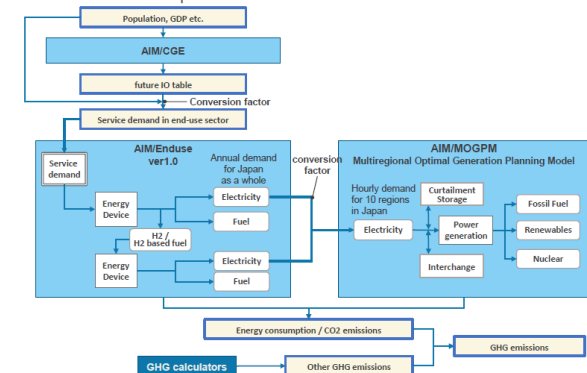 Population, GDP etc.
AIM/CGE
future IO table
Conversion factor
Service demand in end-use sector
AIM/Enduse
ver1.0
Service
demand
Annual demand
for Japan
as a whole
Energy
Device
Electricity
Fuel
H2 /
H2 based fuel
Energy
Device
Electricity
Fuel
conversion
factor
AIM/MOGPM
Multiregional Optimal Generation Planning Model
Hourly demand
for 10 regions
in Japan
Electricity
Curtailment
Storage
Power
generation
Interchange
Fossil Fuel
Renewables
Nuclear
Energy consumption / CO2 emissions
GHG emissions
GHG calculators
Other GHG emissions